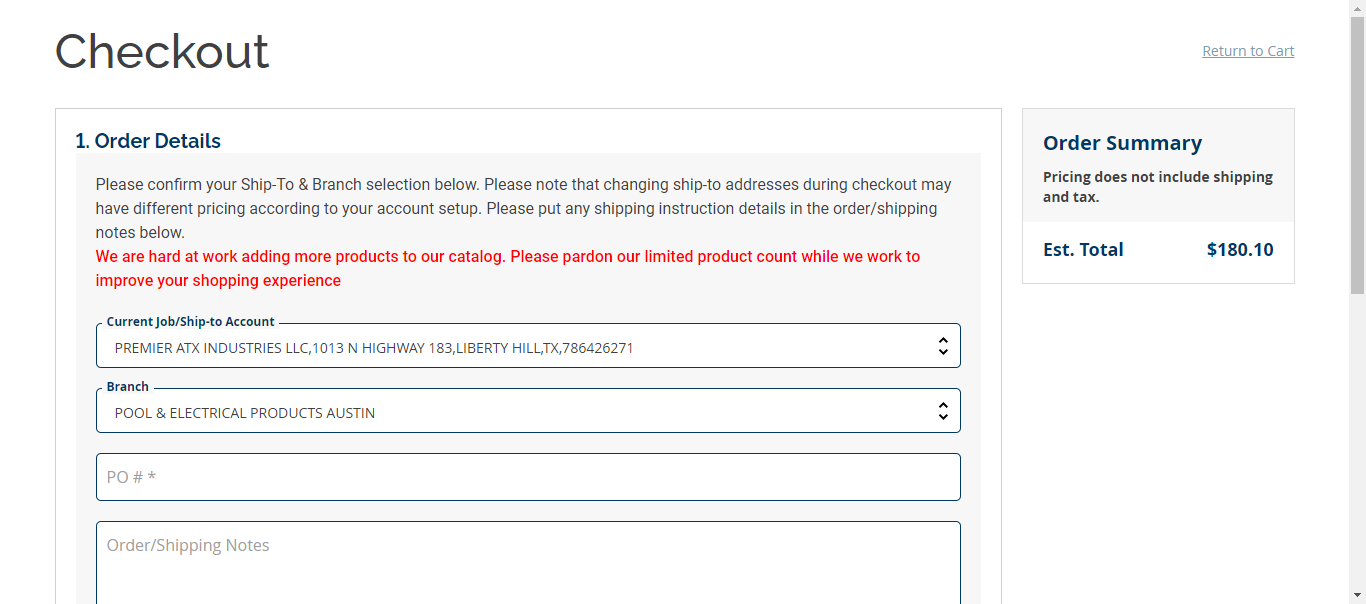 Checkout
Return to Cart
1. Order Details
Please confirm your Ship-To & Branch selection below. Please note that changing ship-to addresses during checkout may
have different pricing according to your account setup. Please put any shipping instruction details in the order/shipping
notes below.
We are hard at work adding more products to our catalog. Please pardon our limited product count while we work to
improve your shopping experience
Current Job/Ship-to Account
PREMIER ATX INDUSTRIES LLC,1013 N HIGHWAY 183,LIBERTY HILL,TX,786426271
Branch
POOL & ELECTRICAL PRODUCTS AUSTIN
PO # *
Order/Shipping Notes
Order Summary
Pricing does not include shipping
and tax.
Est. Total $180.10